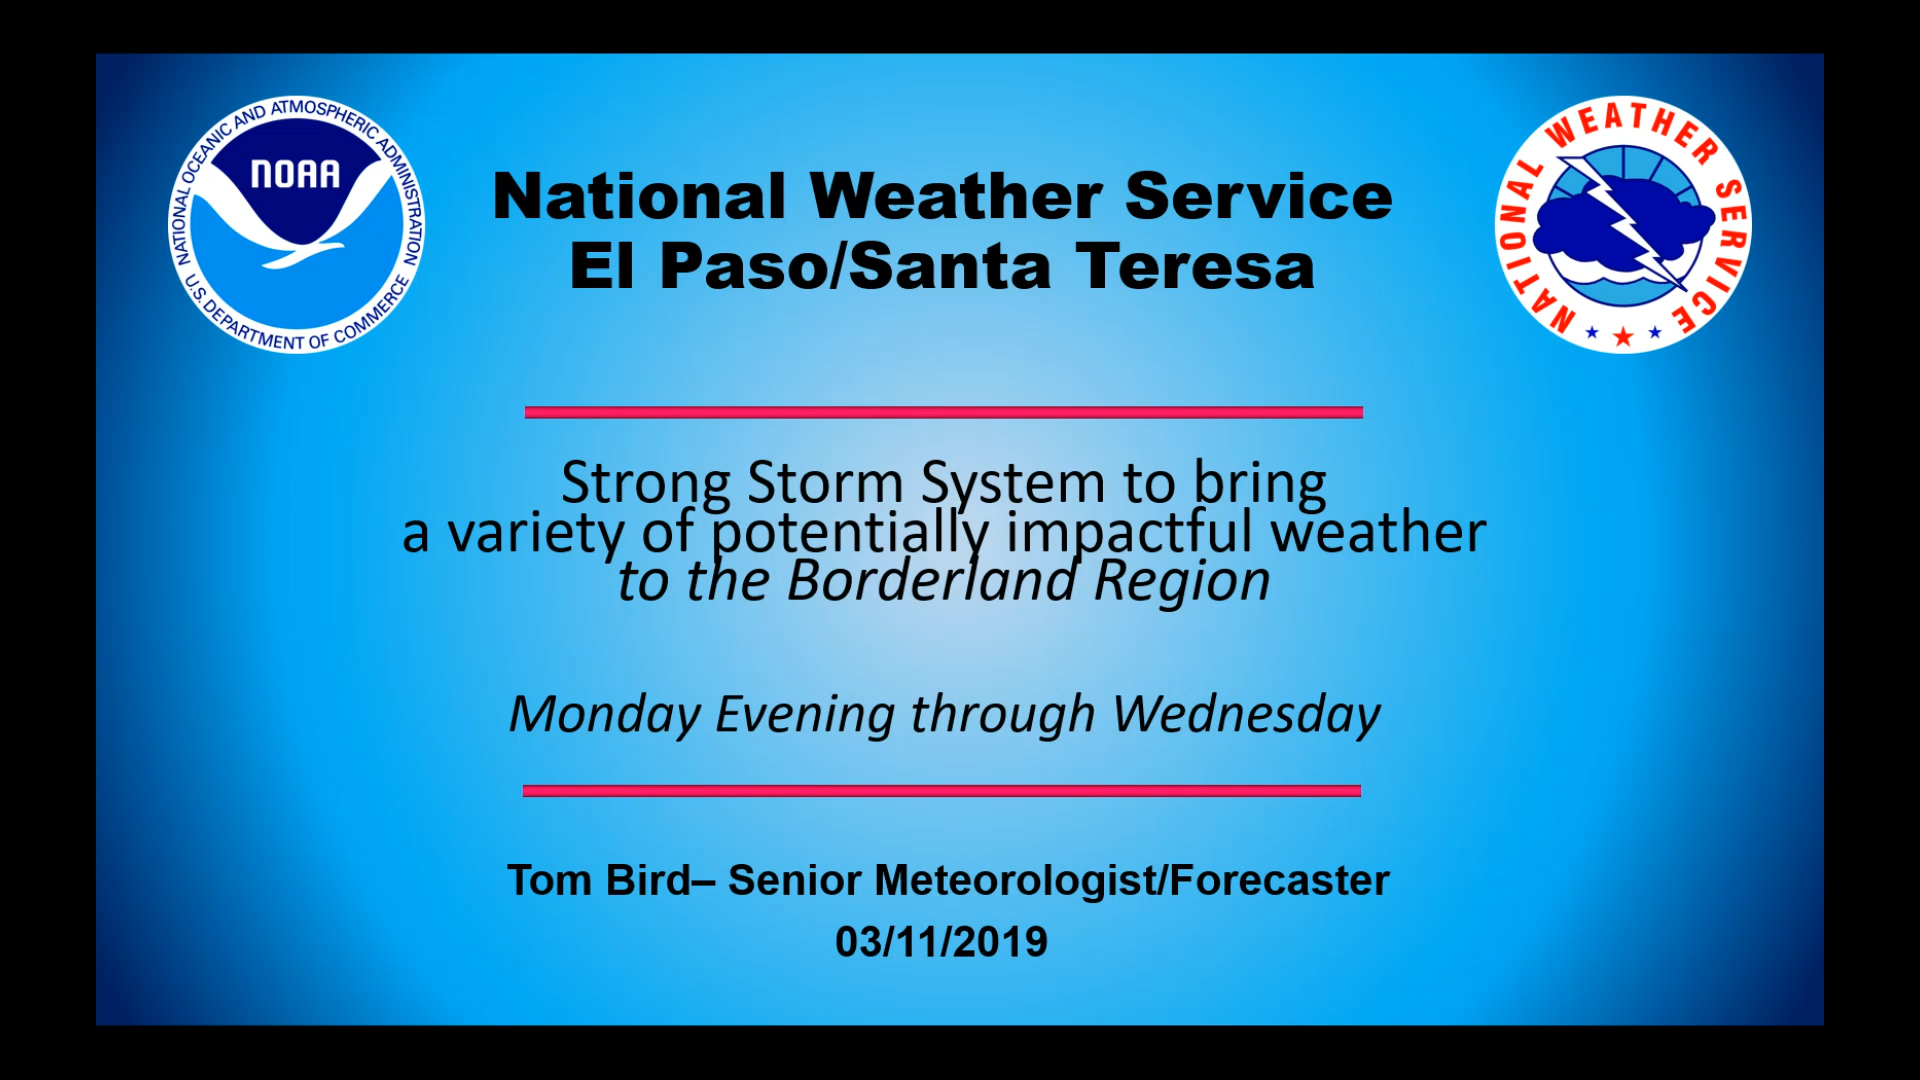 NATIONAL OCEANIC AND ATMOSPHERIC ADMINISTRATION
NOAA
U.S. DEPARTMENT OF COMMERCE
National Weather Service
El Paso/Santa Teresa
NATIONAL WEATHER SERVICE
Strong Storm System to bring
a variety of potentially impactful weather
to the Borderland Region
Monday Evening through Wednesday
Tom Bird– Senior Meteorologist/Forecaster
03/11/2019